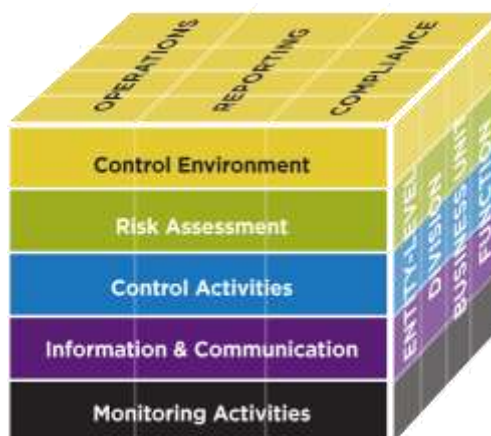 OPERATIONS
REPORTING
COMPLIANCE
Control Environment
Risk Assessment
Control Activities
Information & Communication
Monitoring Activities
ENTITY-LEVEL
DIVISION
BUSINESS UNIT
FUNCTION